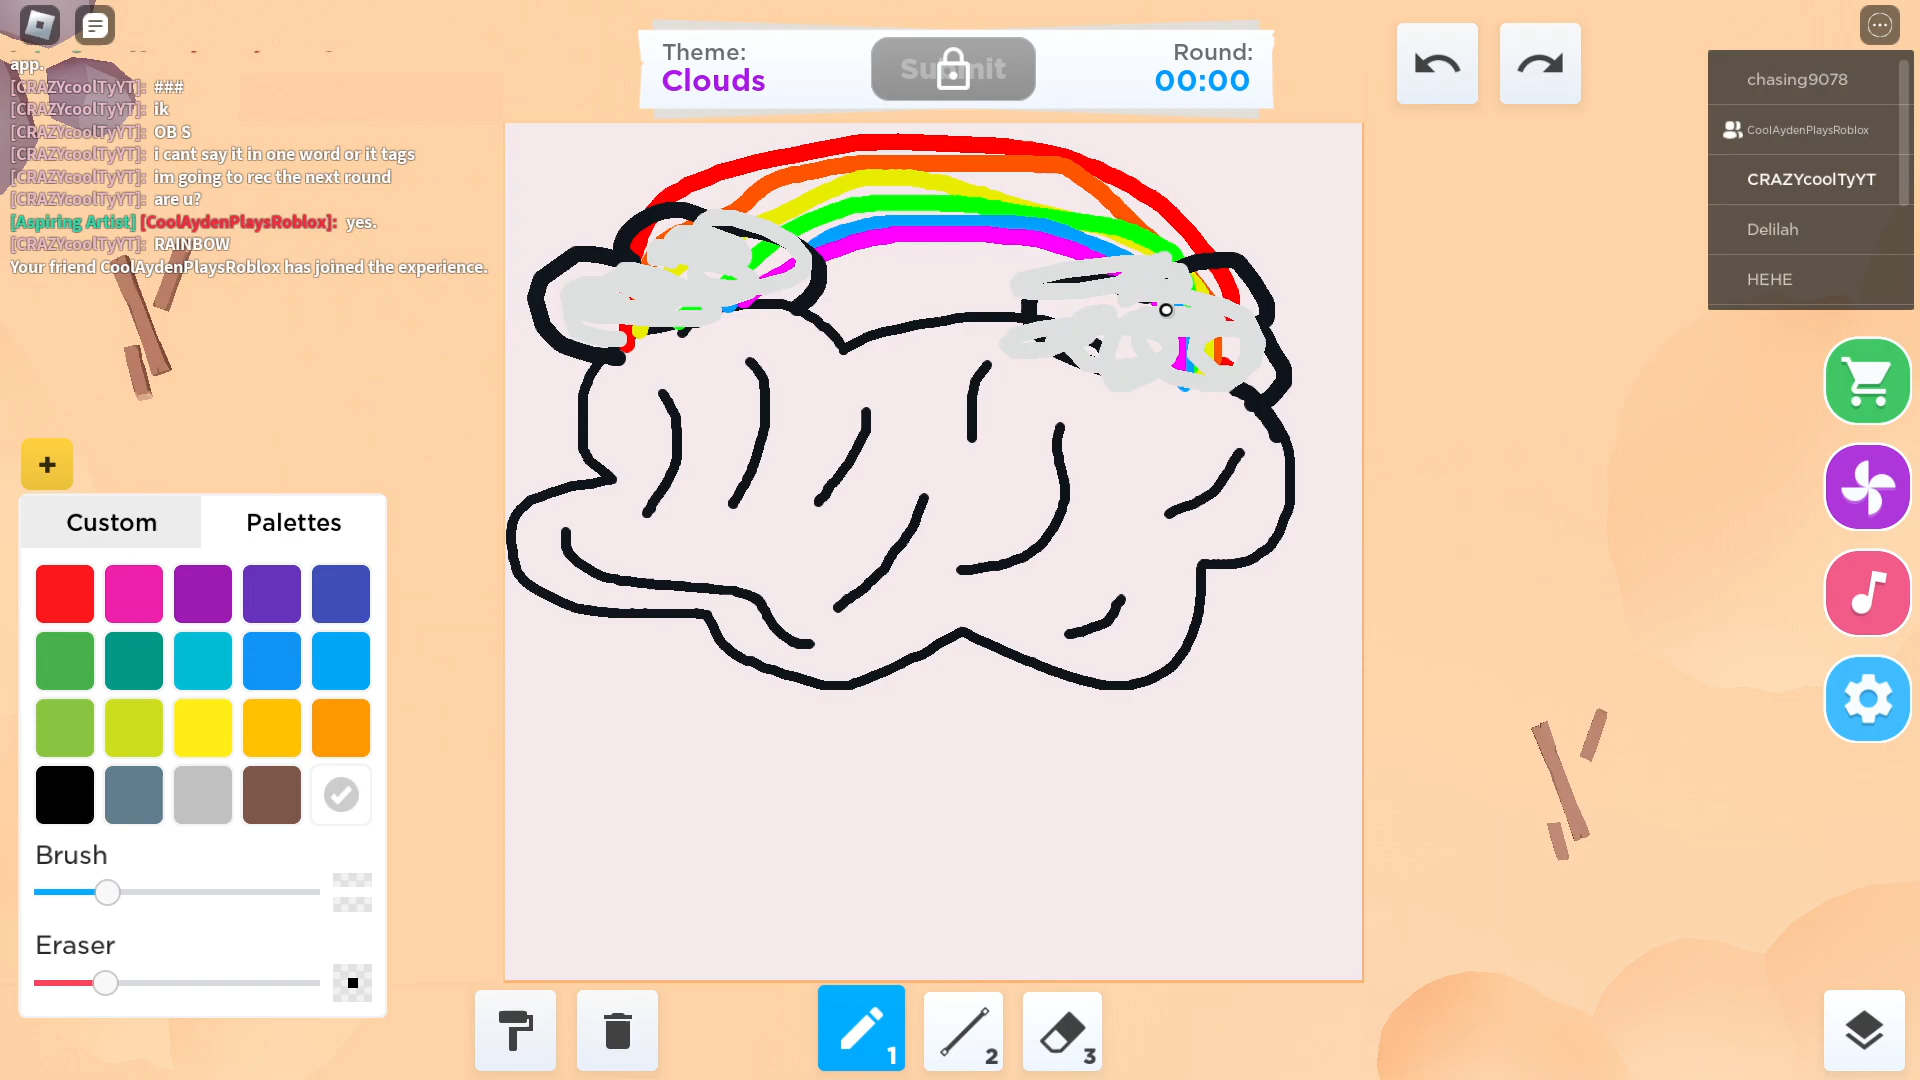 app.
[CRAZYcoolTyYT]: ###
[CRAZYcoolTyYT]: ik
[CRAZYcoolTyYT]: OB S
[CRAZYcoolTyYT]: i cant say it in one word or it tags
[CRAZYcoolTyYT]: im going to rec the next round
[CRAZYcoolTyYT]: are u?
[Aspiring Artist] [CoolAydenPlaysRoblox]: yes.
[CRAZYcoolTyYT]: RAINBOW
Your friend CoolAydenPlaysRoblox has joined the experience.
Theme:
Clouds
Submit
Round:
00:00
chasing9078
CoolAydenPlaysRoblox
CRAZYcoolTyYT
Delilah
HEHE
+
Custom
Palettes
Brush
Eraser
1
2
3